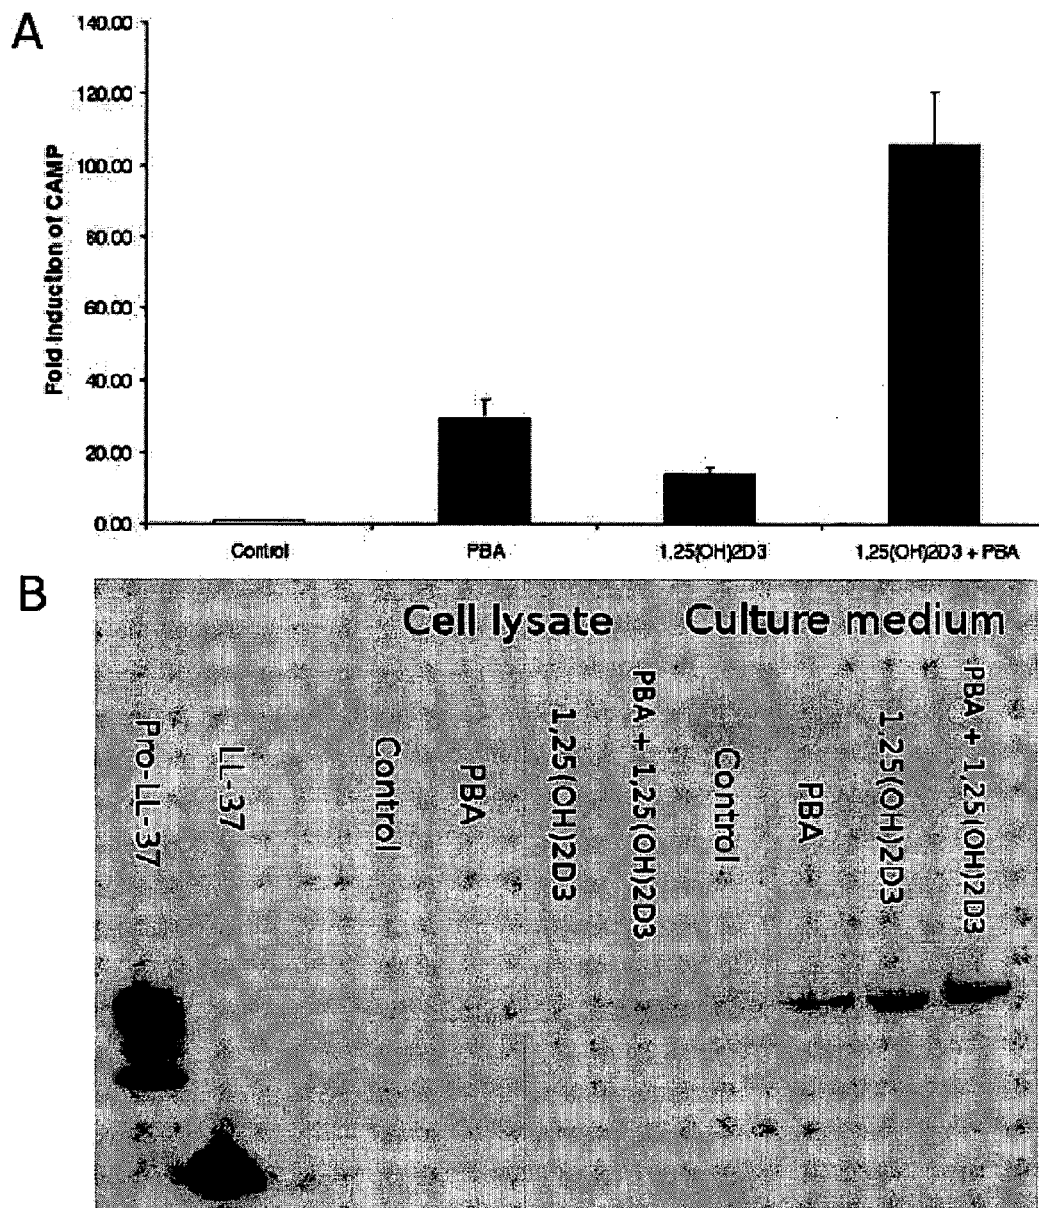 A
140.00
120.00
100.00
80.00
60.00
40.00
20.00
0.00
Fold Induction of CAMP
Control
PBA
1,25(OH)2D3
1,25(OH)2D3 + PBA
B
Cell lysate
Culture medium
Pro-LL-37
LL-37
Control
PBA
1,25(OH)2D3
PBA + 1,25(OH)2D3
Control
PBA
1,25(OH)2D3
PBA + 1,25(OH)2D3